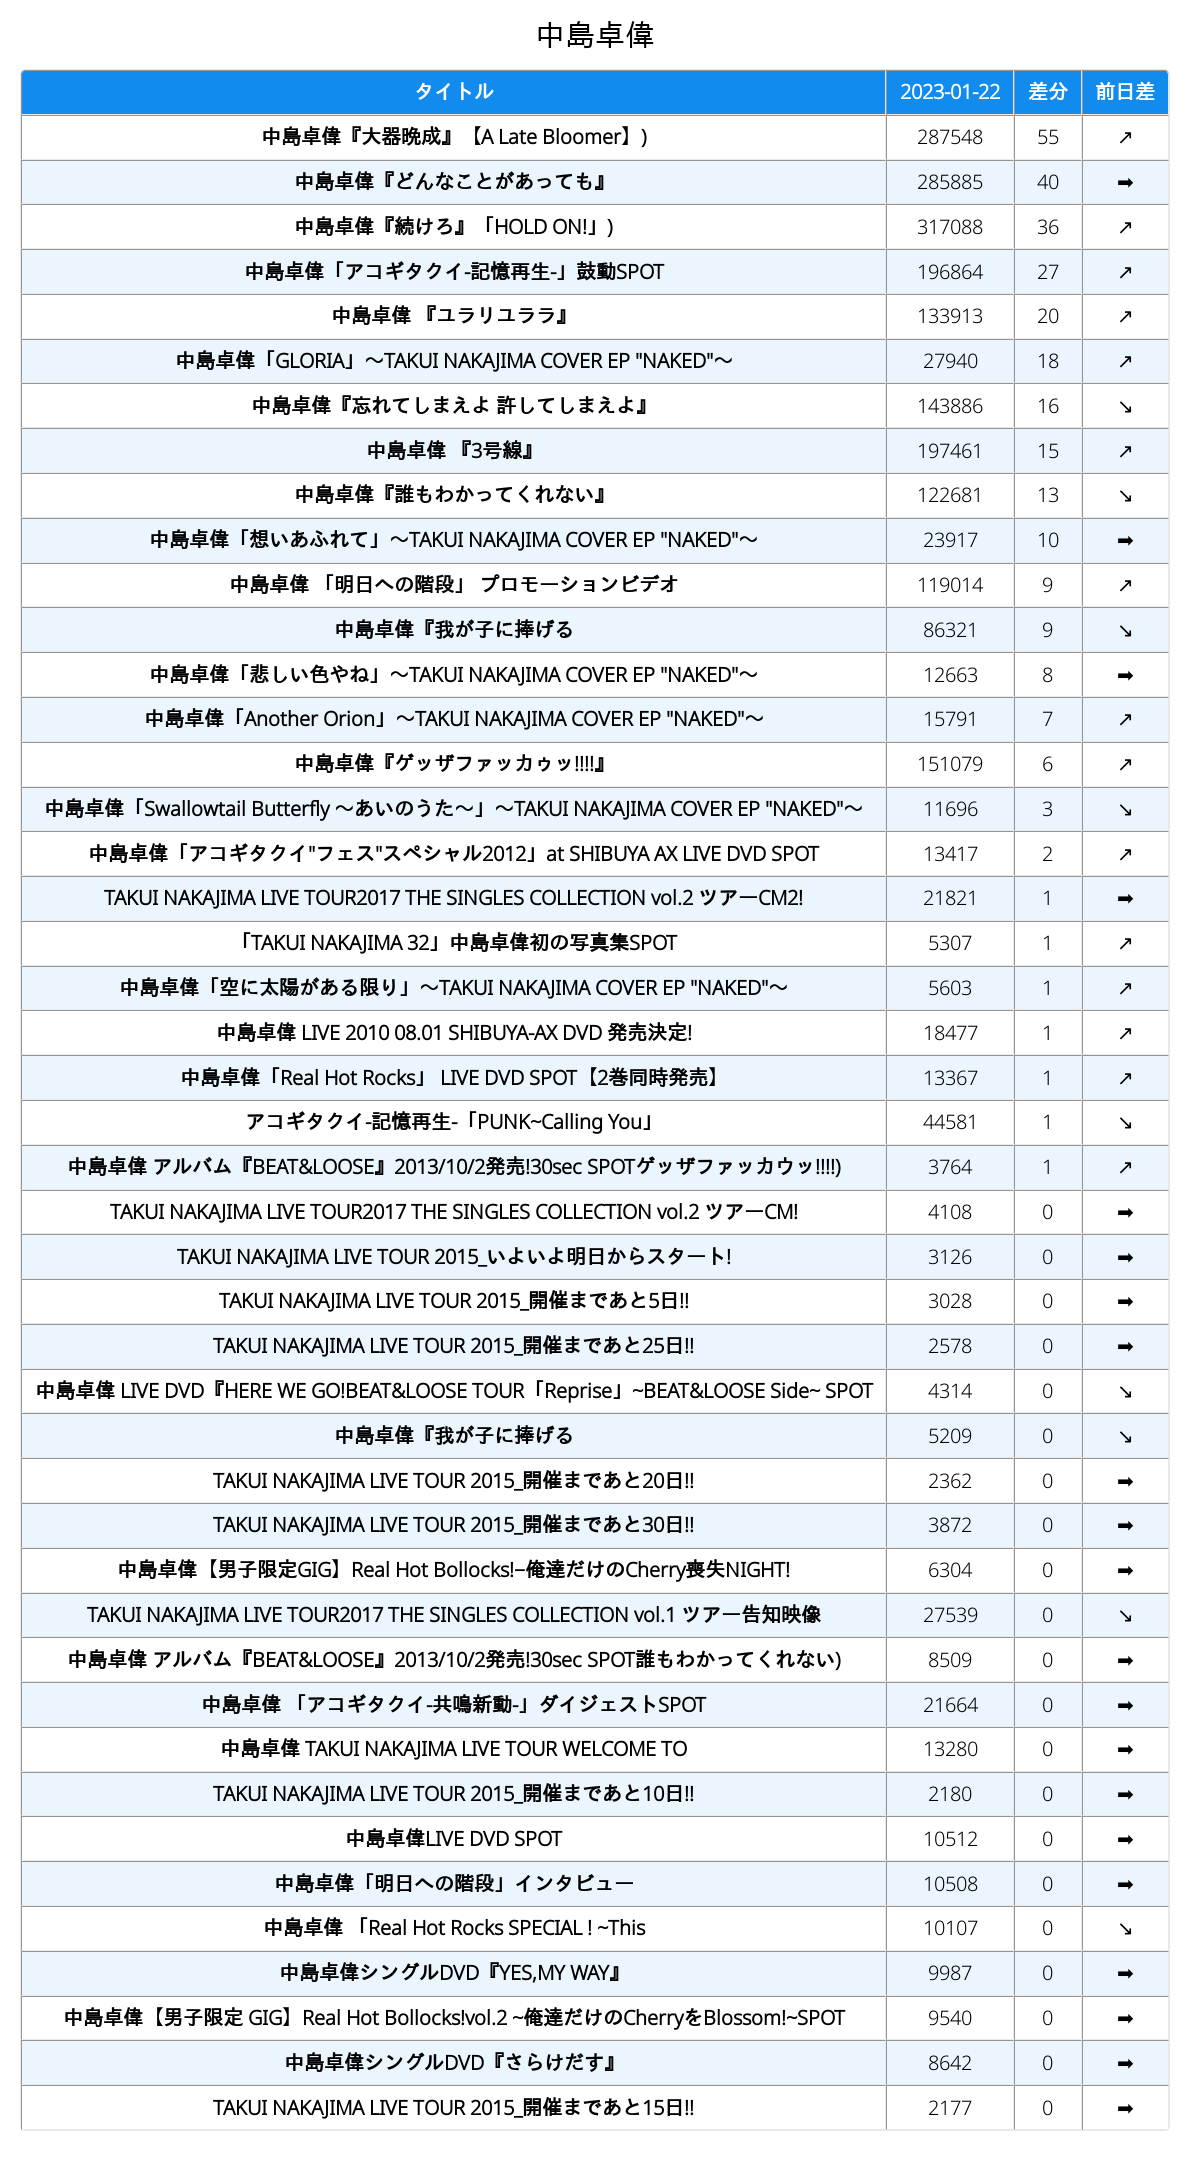 中島卓偉
タイトル 2023-01-22 差分 前日差
中島卓偉『大器晩成』【A Late Bloomer】) 287548 55 ↗
中島卓偉『どんなことがあっても』 285885 40 ➡
中島卓偉『続けろ』「HOLD ON!」) 317088 36 ↗
中島卓偉「アコギタクイ-記憶再生-」鼓動SPOT 196864 27 ↗
中島卓偉 『ユラリユララ』 133913 20 ↗
中島卓偉「GLORIA」〜TAKUI NAKAJIMA COVER EP "NAKED"〜 27940 18 ↗
中島卓偉『忘れてしまえよ 許してしまえよ』 143886 16 ↘
中島卓偉 『3号線』 197461 15 ↗
中島卓偉『誰もわかってくれない』 122681 13 ↘
中島卓偉「想いあふれて」〜TAKUI NAKAJIMA COVER EP "NAKED"〜 23917 10 ➡
中島卓偉 「明日への階段」 プロモーションビデオ 119014 9 ↗
中島卓偉『我が子に捧げる 86321 9 ↘
中島卓偉「悲しい色やね」〜TAKUI NAKAJIMA COVER EP "NAKED"〜 12663 8 ➡
中島卓偉「Another Orion」〜TAKUI NAKAJIMA COVER EP "NAKED"〜 15791 7 ↗
中島卓偉『ゲッザファッカゥッ!!!!』 151079 6 ↗
中島卓偉「Swallowtail Butterfly 〜あいのうた〜」〜TAKUI NAKAJIMA COVER EP "NAKED"〜 11696 3 ↘
中島卓偉「アコギタクイ"フェス"スペシャル2012」at SHIBUYA AX LIVE DVD SPOT 13417 2 ↗
TAKUI NAKAJIMA LIVE TOUR2017 THE SINGLES COLLECTION vol.2 ツアーCM2! 21821 1 ➡
「TAKUI NAKAJIMA 32」中島卓偉初の写真集SPOT 5307 1 ↗
中島卓偉「空に太陽がある限り」〜TAKUI NAKAJIMA COVER EP "NAKED"〜 5603 1 ↗
中島卓偉 LIVE 2010 08.01 SHIBUYA-AX DVD 発売決定! 18477 1 ↗
中島卓偉「Real Hot Rocks」 LIVE DVD SPOT【2巻同時発売】 13367 1 ↗
アコギタクイ-記憶再生-「PUNK~Calling You」 44581 1 ↘
中島卓偉 アルバム『BEAT&LOOSE』2013/10/2発売!30sec SPOTゲッザファッカウッ!!!!) 3764 1 ↗
TAKUI NAKAJIMA LIVE TOUR2017 THE SINGLES COLLECTION vol.2 ツアーCM! 4108 0 ➡
TAKUI NAKAJIMA LIVE TOUR 2015_いよいよ明日からスタート! 3126 0 ➡
TAKUI NAKAJIMA LIVE TOUR 2015_開催まであと5日!! 3028 0 ➡
TAKUI NAKAJIMA LIVE TOUR 2015_開催まであと25日!! 2578 0 ➡
中島卓偉 LIVE DVD『HERE WE GO!BEAT&LOOSE TOUR「Reprise」~BEAT&LOOSE Side~ SPOT 4314 0 ↘
中島卓偉『我が子に捧げる 5209 0 ↘
TAKUI NAKAJIMA LIVE TOUR 2015_開催まであと20日!! 2362 0 ➡
TAKUI NAKAJIMA LIVE TOUR 2015_開催まであと30日!! 3872 0 ➡
中島卓偉【男子限定GIG】Real Hot Bollocks!–俺達だけのCherry喪失NIGHT! 6304 0 ➡
TAKUI NAKAJIMA LIVE TOUR2017 THE SINGLES COLLECTION vol.1 ツアー告知映像 27539 0 ↘
中島卓偉 アルバム『BEAT&LOOSE』2013/10/2発売!30sec SPOT誰もわかってくれない) 8509 0 ➡
中島卓偉 「アコギタクイ-共鳴新動-」ダイジェストSPOT 21664 0 ➡
中島卓偉 TAKUI NAKAJIMA LIVE TOUR WELCOME TO 13280 0 ➡
TAKUI NAKAJIMA LIVE TOUR 2015_開催まであと10日!! 2180 0 ➡
中島卓偉LIVE DVD SPOT 10512 0 ➡
中島卓偉「明日への階段」インタビュー 10508 0 ➡
中島卓偉 「Real Hot Rocks SPECIAL ! ~This 10107 0 ↘
中島卓偉シングルDVD『YES,MY WAY』 9987 0 ➡
中島卓偉【男子限定 GIG】Real Hot Bollocks!vol.2 ~俺達だけのCherryをBlossom!~SPOT 9540 0 ➡
中島卓偉シングルDVD『さらけだす』 8642 0 ➡
TAKUI NAKAJIMA LIVE TOUR 2015_開催まであと15日!! 2177 0 ➡